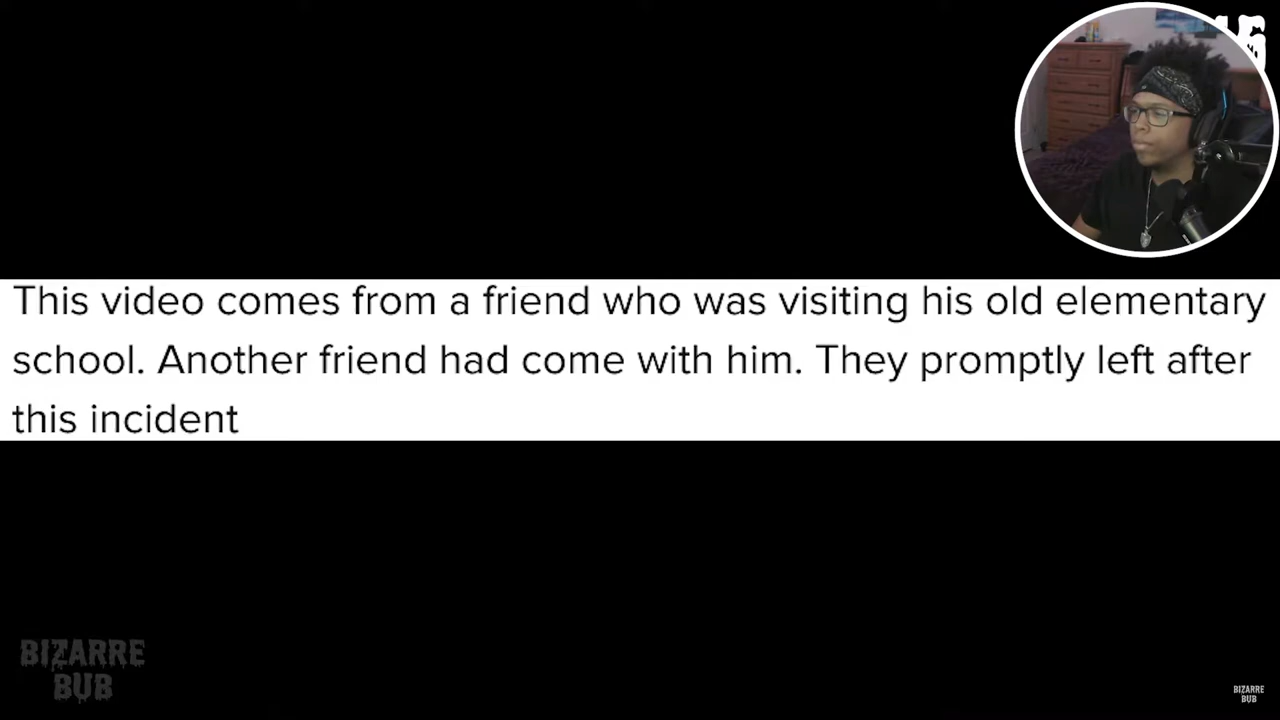 This video comes from a friend who was visiting his old elementary
school. Another friend had come with him. They promptly left after
this incident
BIZARRE
BUB
BIZARRE
BUB